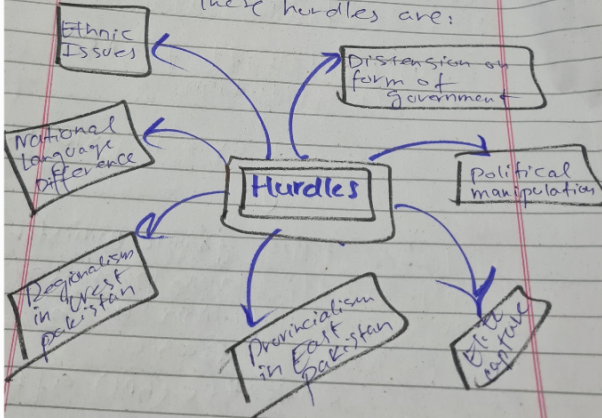 These hurdles are:
Ethnic
Issues
Distension on
form of
government
National
Language
Difference
Hurdles
Political
manipulation
Regionalism
in West
pakistan
Provincialism
in East
pakistan
Elite
capture